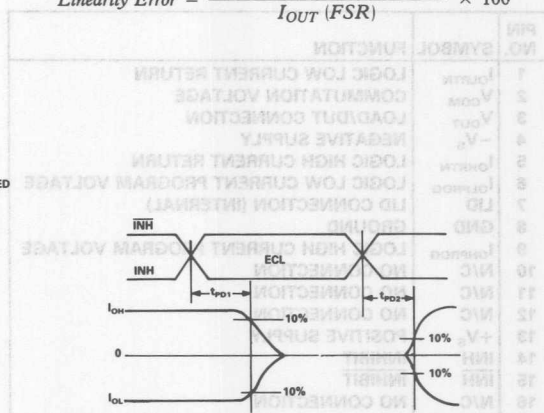 Linearity Error = × 100
I_OUT (FSR)
PIN
NO. SYMBOL FUNCTION
1 I_OLRTN LOGIC LOW CURRENT RETURN
2 V_COM COMMUTATION VOLTAGE
3 V_OUT LOAD/DUT CONNECTION
4 -V_S NEGATIVE SUPPLY
5 I_OHRTN LOGIC HIGH CURRENT RETURN
6 I_OLPROG LOGIC LOW CURRENT PROGRAM VOLTAGE
7 LID LID CONNECTION (INTERNAL)
8 GND GROUND
9 I_OHPROG LOGIC HIGH CURRENT PROGRAM VOLTAGE
10 N/C NO CONNECTION
11 N/C NO CONNECTION
12 N/C NO CONNECTION
13 +V_S POSITIVE SUPPLY
14 INH INHIBIT
15 INH INHIBIT
16 N/C NO CONNECTION
ED
INH
ECL
INH
t_PD1 t_PD2
I_OH
10%
10%
0
10%
10%
I_OL